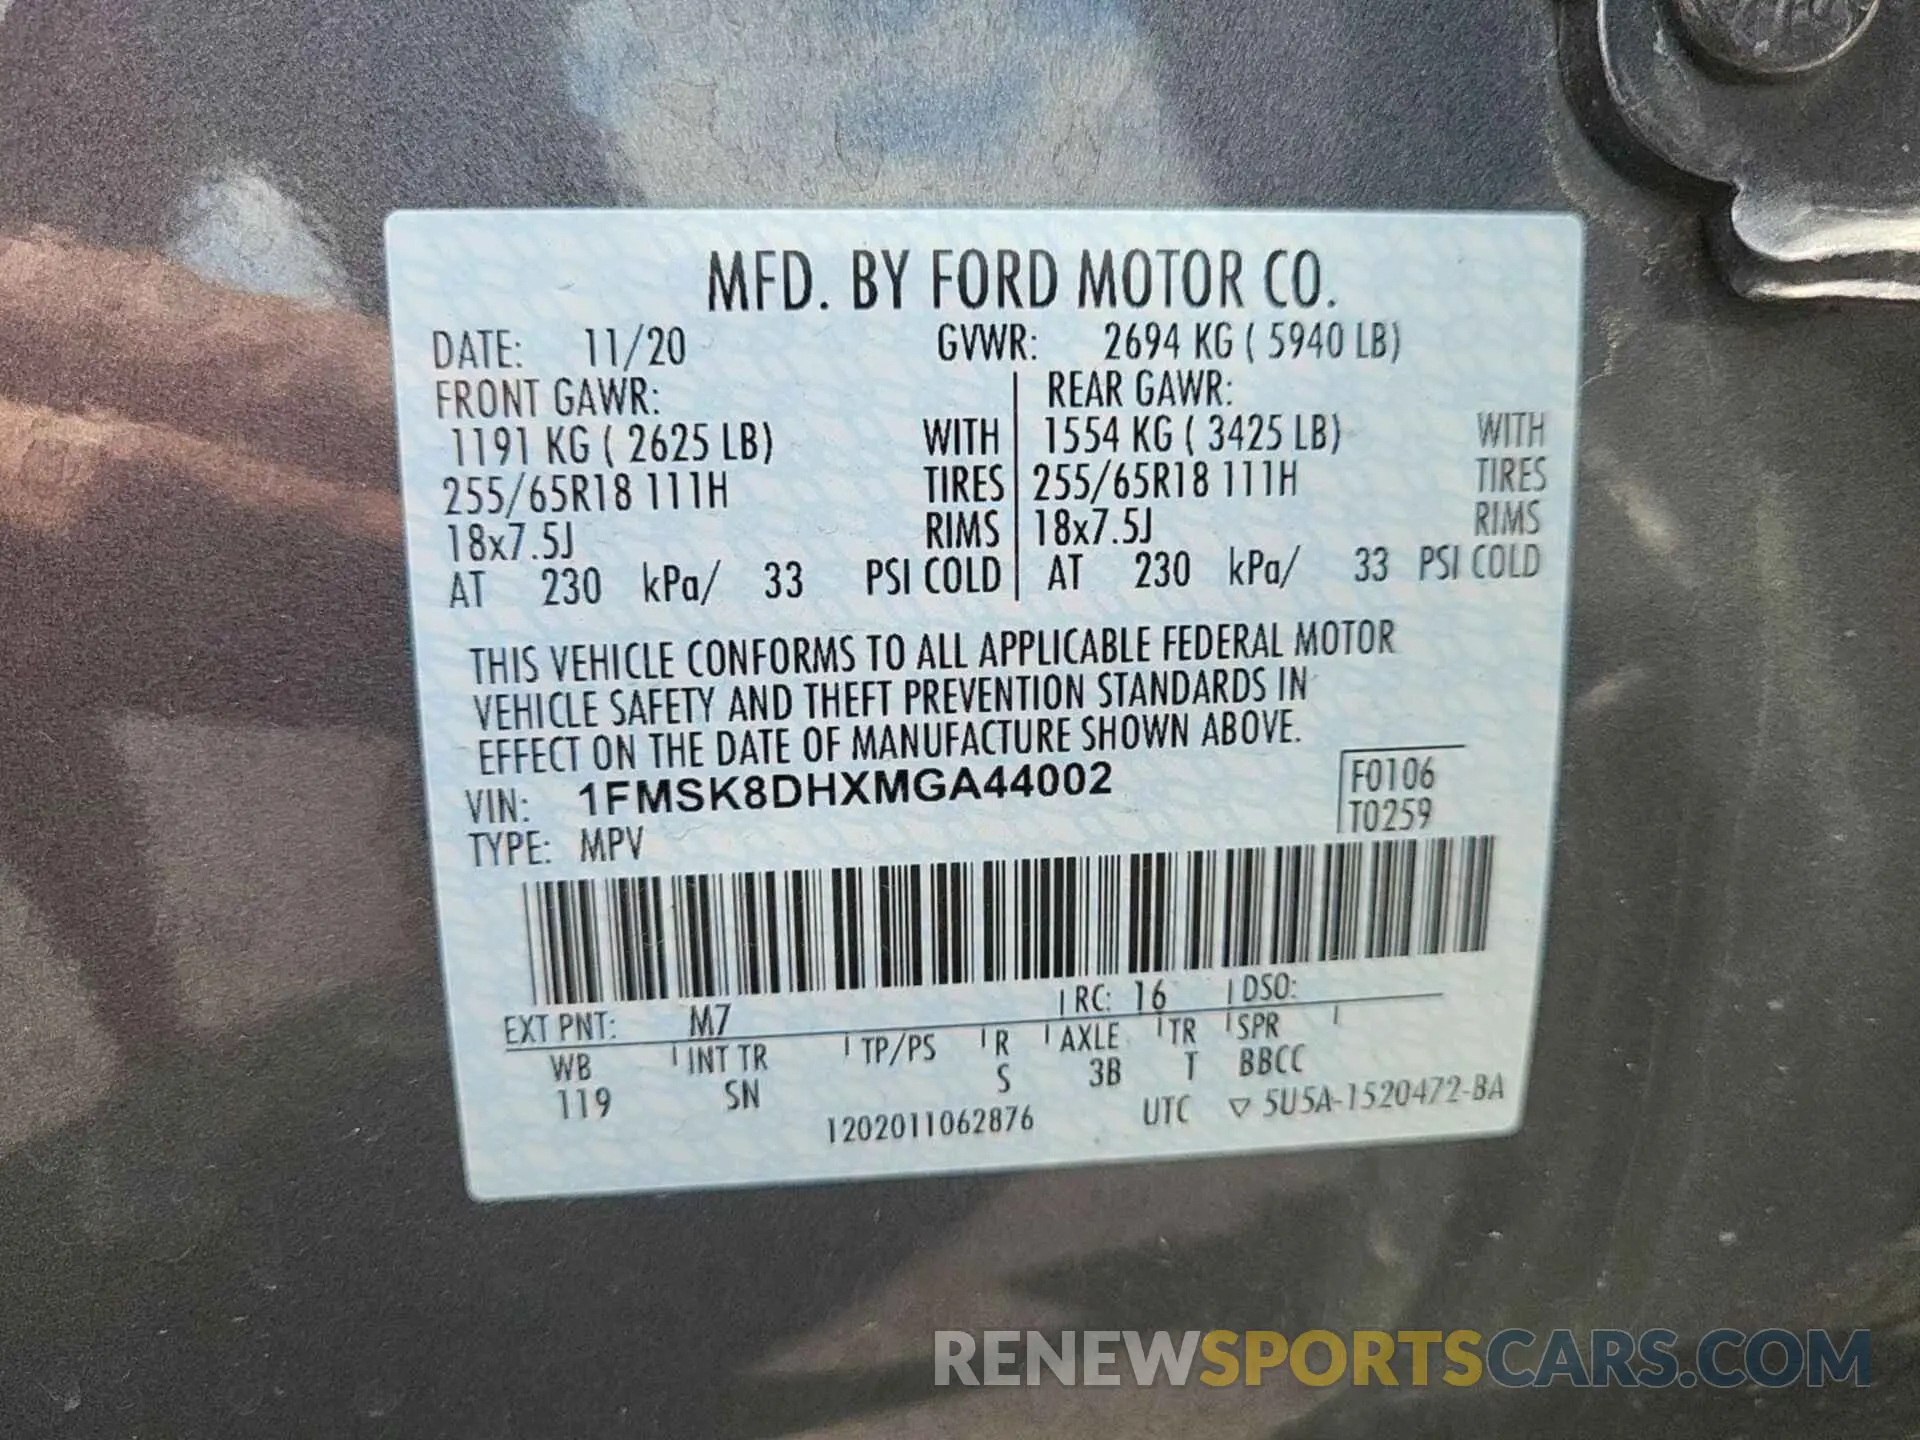 MFD. BY FORD MOTOR CO.
DATE: 11/20 GVWR: 2694 KG ( 5940 LB)
FRONT GAWR: REAR GAWR:
1191 KG ( 2625 LB) WITH 1554 KG ( 3425 LB) WITH
255/65R18 111H TIRES 255/65R18 111H TIRES
18x7.5J RIMS 18x7.5J RIMS
AT 230 kPa/ 33 PSI COLD AT 230 kPa/ 33 PSI COLD
THIS VEHICLE CONFORMS TO ALL APPLICABLE FEDERAL MOTOR
VEHICLE SAFETY AND THEFT PREVENTION STANDARDS IN
EFFECT ON THE DATE OF MANUFACTURE SHOWN ABOVE.
VIN: 1FMSK8DHXMGA44002 F0106
TYPE: MPV T0259
EXT PNT: M7 RC: 16 DSO:
WB INT TR TP/PS R AXLE TR SPR
119 SN S 3B T BBCC
1202011062876 UTC ▽ 5U5A-1520472-BA
RENEWSPORTSCARS.COM